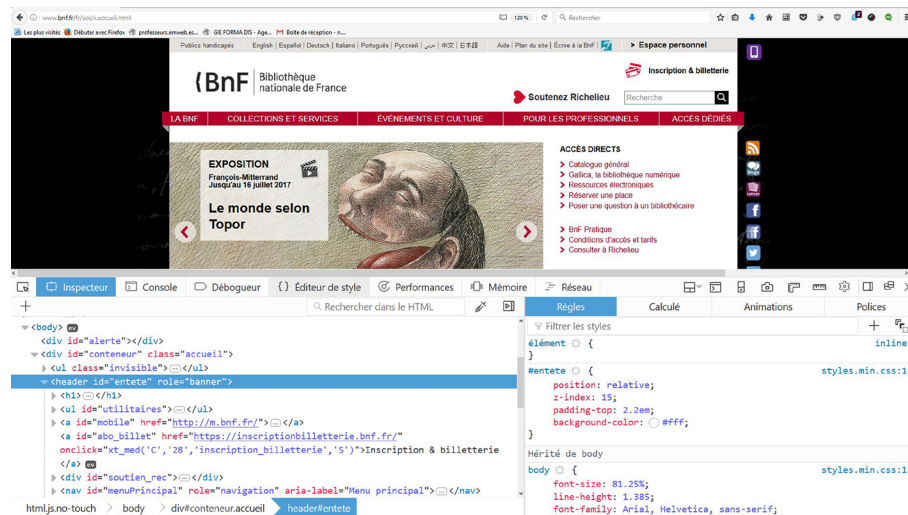 www.bnf.fr/fr/acc/x.accueil.html
120 %
Rechercher
Les plus visités
Débuter avec Firefox
professeurs.emweb.es...
GIE FORMA DIS - Age...
Boîte de réception - n...
Publics handicapés
English | Español | Deutsch | Italiano | Português | Русский | عربي | 中文 | 日本語
Aide | Plan du site | Écrire à la BnF |
Espace personnel
Inscription & billetterie
BnF
Bibliothèque
nationale de France
Soutenez Richelieu
Recherche
LA BNF
COLLECTIONS ET SERVICES
ÉVÉNEMENTS ET CULTURE
POUR LES PROFESSIONNELS
ACCÈS DÉDIÉS
EXPOSITION
François-Mitterrand
Jusqu'au 16 juillet 2017
Le monde selon
Topor
ACCÈS DIRECTS
Catalogue général
Gallica, la bibliothèque numérique
Ressources électroniques
Réserver une place
Poser une question à un bibliothécaire
BnF Pratique
Conditions d'accès et tarifs
Consulter à Richelieu
Blogs
Inspecteur
Console
Débogueur
{ } Éditeur de style
Performances
Mémoire
Réseau
Rechercher dans le HTML
Règles
Calculé
Animations
Polices
Filtrer les styles
<body> ev
<div id="alerte"></div>
<div id="conteneur" class="accueil">
<ul class="invisible">…</ul>
<header id="entete" role="banner">
<h1>…</h1>
<ul id="utilitaires">…</ul>
<a id="mobile" href="http://m.bnf.fr/">…</a>
<a id="abo_billet" href="https://inscriptionbilletterie.bnf.fr/"
onclick="xt_med('C','28','inscription_billetterie','S')">Inscription & billetterie
</a> ev
<div id="soutien_rec">…</div>
<nav id="menuPrincipal" role="navigation" aria-label="Menu principal">…</nav>
html.js.no-touch
body
div#conteneur.accueil
header#entete
élément {
inline
}
#entete {
styles.min.css:1
position: relative;
z-index: 15;
padding-top: 2.2em;
background-color: #fff;
}
Hérité de body
body {
styles.min.css:1
font-size: 81.25%;
line-height: 1.385;
font-family: Arial, Helvetica, sans-serif;